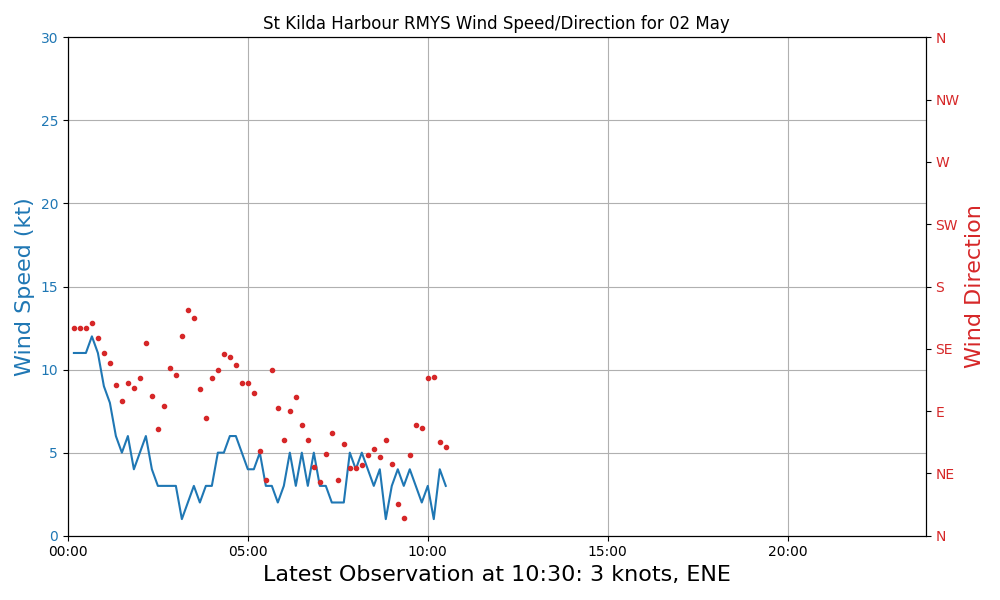 St Kilda Harbour RMYS Wind Speed/Direction for 02 May
30
25
20
15
10
5
0
Wind Speed (kt)
N
NW
W
SW
S
SE
E
NE
N
Wind Direction
00:00 05:00 10:00 15:00 20:00
Latest Observation at 10:30: 3 knots, ENE